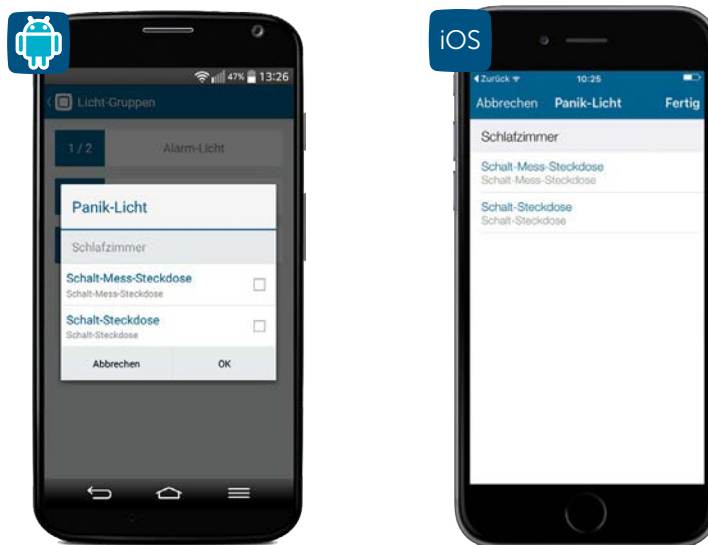 47% 13:26
Licht-Gruppen
1 / 2 Alarm-Licht
Panik-Licht
Schlafzimmer
Schalt-Mess-Steckdose
Schalt-Mess-Steckdose
Schalt-Steckdose
Schalt-Steckdose
Abbrechen OK
iOS
Zurück 10:25
Abbrechen Panik-Licht Fertig
Schlafzimmer
Schalt-Mess-Steckdose
Schalt-Mess-Steckdose
Schalt-Steckdose
Schalt-Steckdose